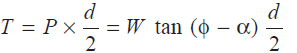 T = P × d/2 = W tan (ϕ − α) d/2